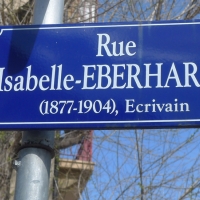 Rue
Isabelle-EBERHAR
(1877-1904), Ecrivain